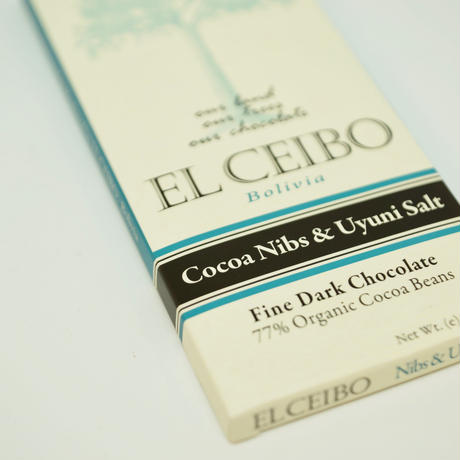 our land
our trees
our chocolate
EL CEIBO
Bolivia
Cocoa Nibs & Uyuni Salt
Fine Dark Chocolate
77% Organic Cocoa Beans
Net Wt. (e)
EL CEIBO
Nibs & U